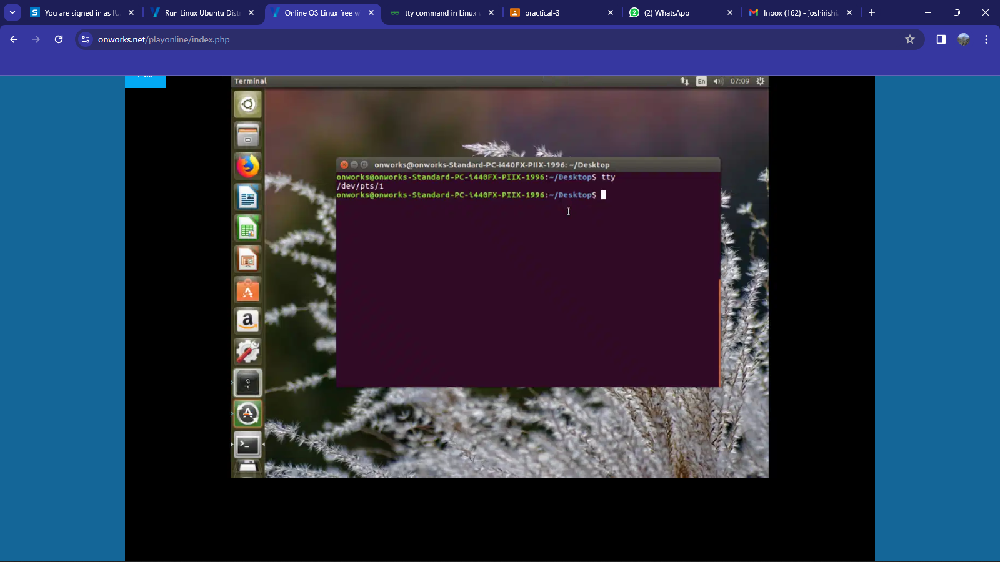 You are signed in as IU
Run Linux Ubuntu Dist
Online OS Linux free w
tty command in Linux
practical-3
(2) WhatsApp
Inbox (162) - joshirishi
onworks.net/playonline/index.php
Exit
Terminal
En
07:09
onworks@onworks-Standard-PC-i440FX-PIIX-1996: ~/Desktop
onworks@onworks-Standard-PC-i440FX-PIIX-1996:~/Desktop$ tty
/dev/pts/1
onworks@onworks-Standard-PC-i440FX-PIIX-1996:~/Desktop$